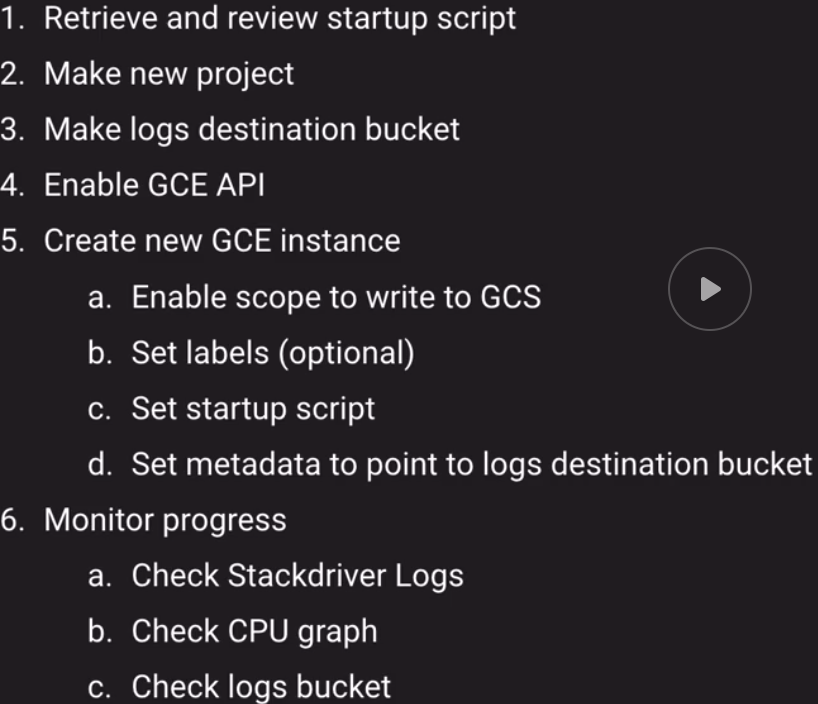 1. Retrieve and review startup script
2. Make new project
3. Make logs destination bucket
4. Enable GCE API
5. Create new GCE instance
a. Enable scope to write to GCS
b. Set labels (optional)
c. Set startup script
d. Set metadata to point to logs destination bucket
6. Monitor progress
a. Check Stackdriver Logs
b. Check CPU graph
c. Check logs bucket